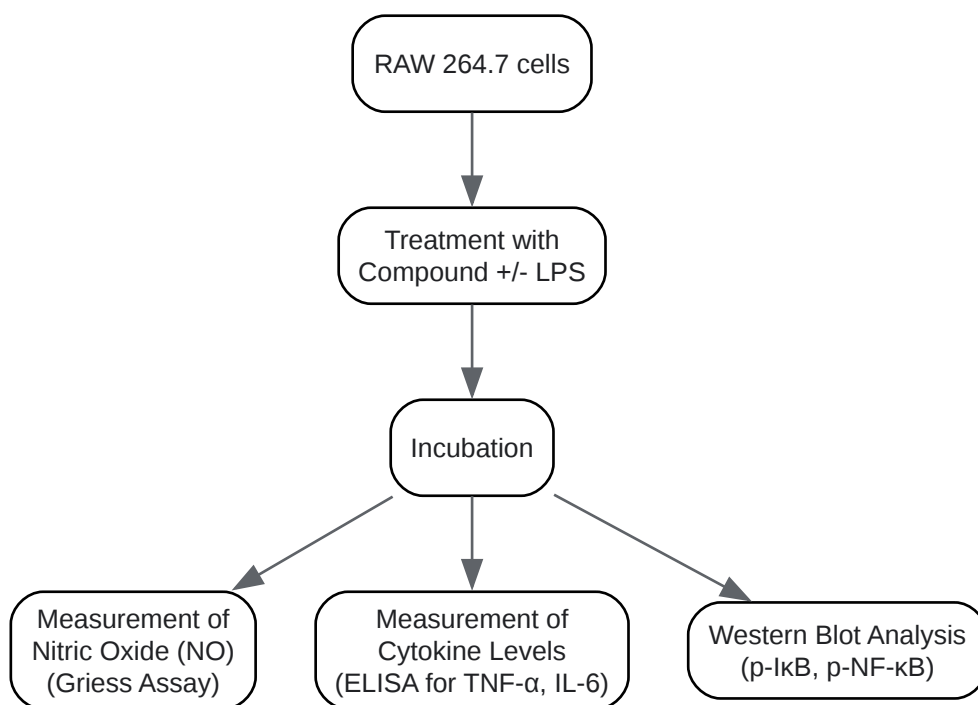 RAW 264.7 cells
Treatment with
Compound +/- LPS
Incubation
Measurement of
Nitric Oxide (NO)
(Griess Assay)
Measurement of
Cytokine Levels
(ELISA for TNF-α, IL-6)
Western Blot Analysis
(p-IκB, p-NF-κB)